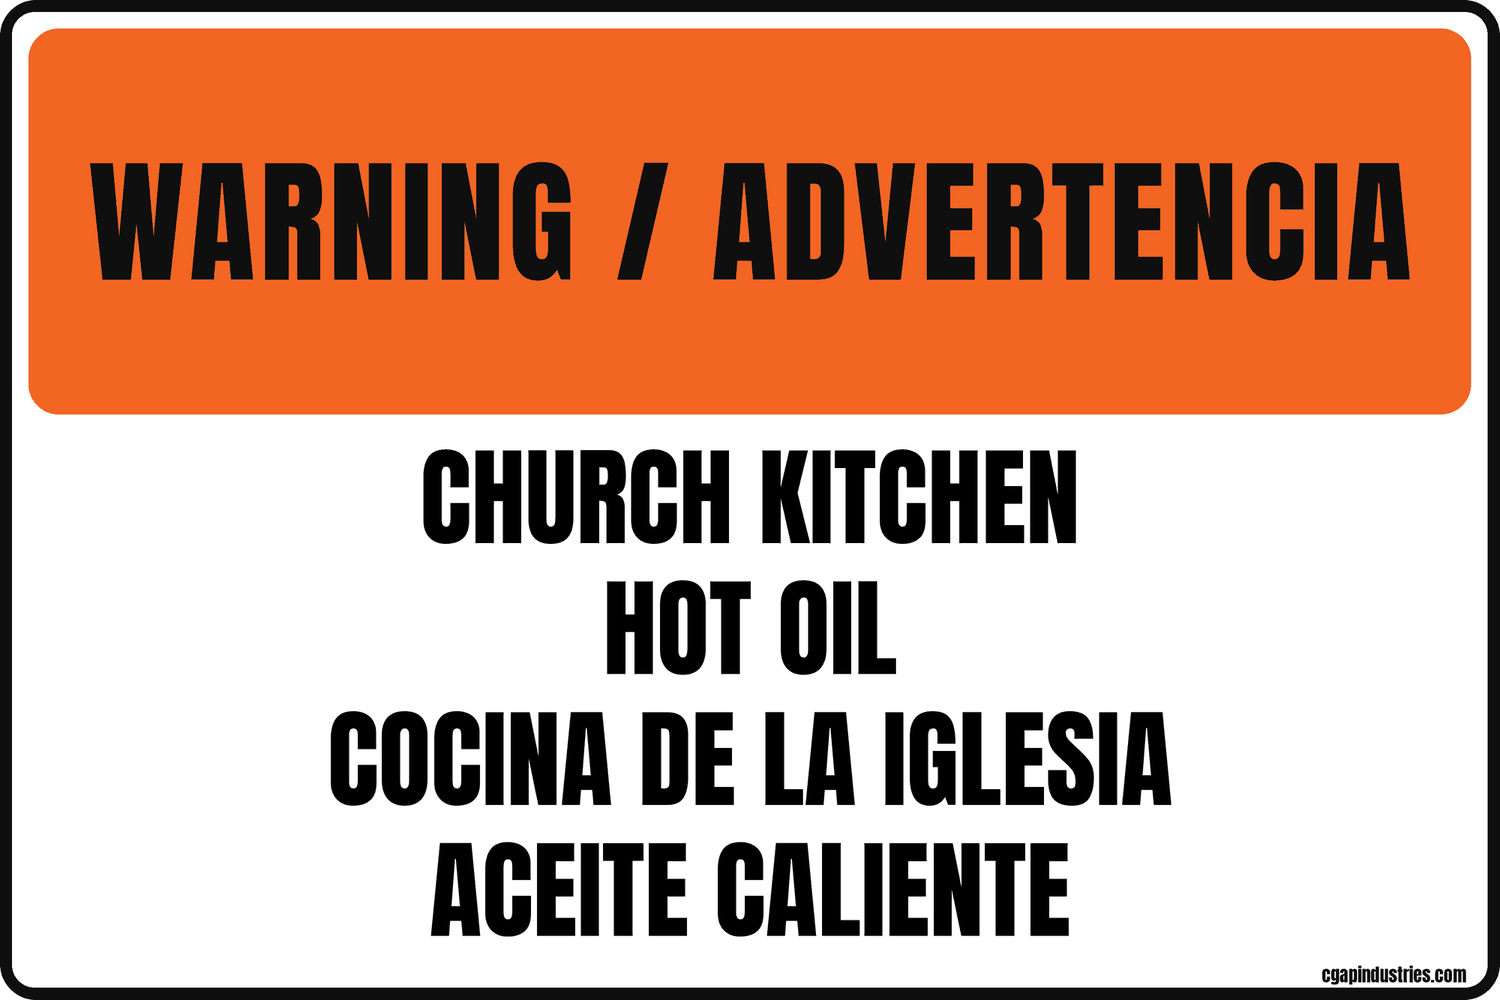 WARNING / ADVERTENCIA
CHURCH KITCHEN
HOT OIL
COCINA DE LA IGLESIA
ACEITE CALIENTE
cgapindustries.com